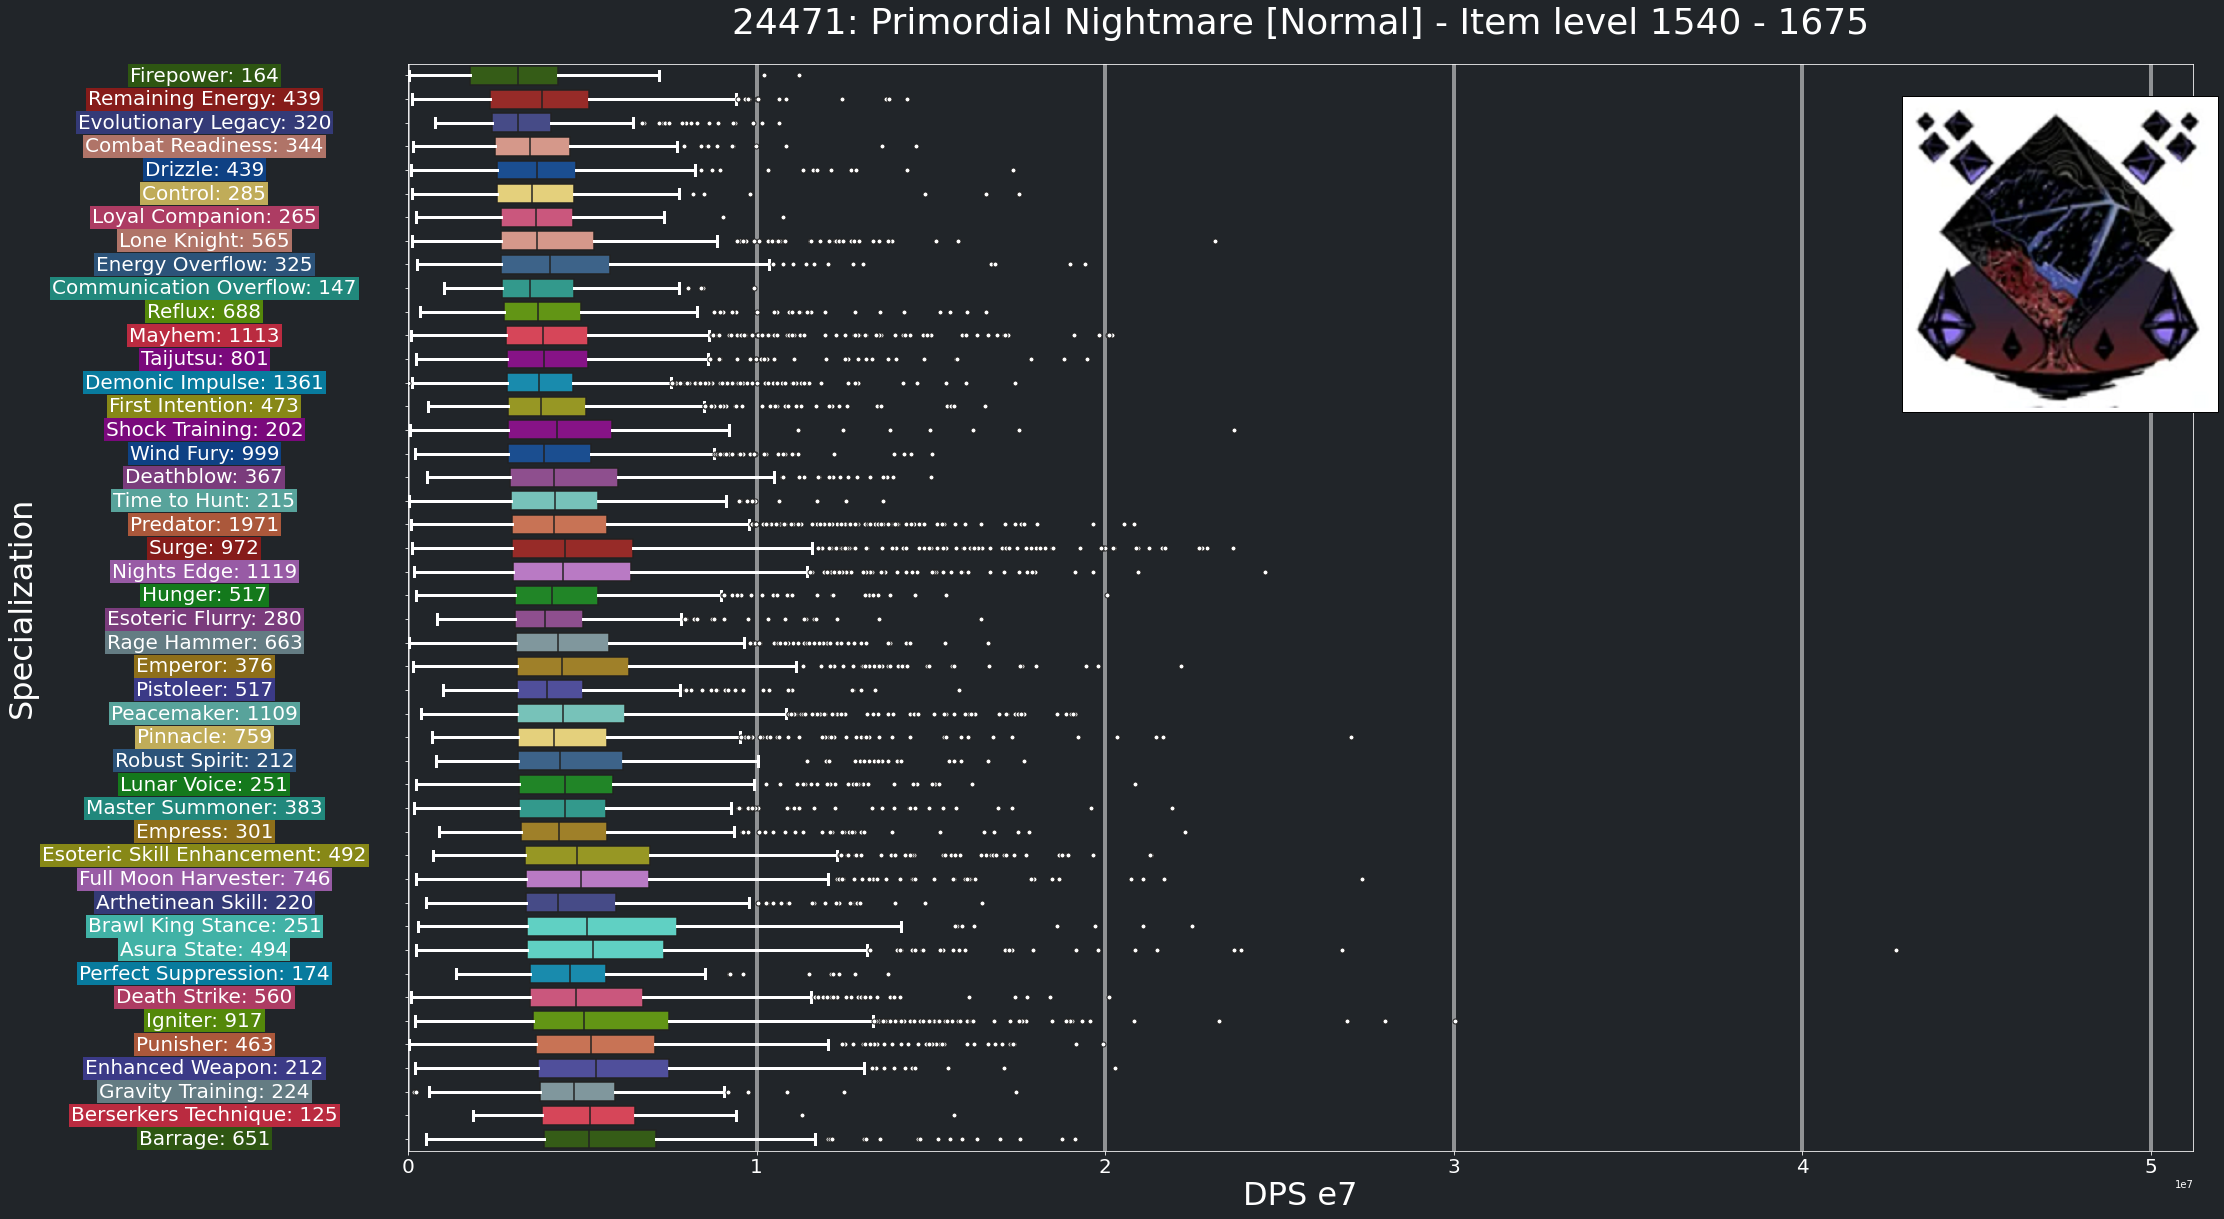 24471: Primordial Nightmare [Normal] - Item level 1540 - 1675
Specialization
Firepower: 164
Remaining Energy: 439
Evolutionary Legacy: 320
Combat Readiness: 344
Drizzle: 439
Control: 285
Loyal Companion: 265
Lone Knight: 565
Energy Overflow: 325
Communication Overflow: 147
Reflux: 688
Mayhem: 1113
Taijutsu: 801
Demonic Impulse: 1361
First Intention: 473
Shock Training: 202
Wind Fury: 999
Deathblow: 367
Time to Hunt: 215
Predator: 1971
Surge: 972
Nights Edge: 1119
Hunger: 517
Esoteric Flurry: 280
Rage Hammer: 663
Emperor: 376
Pistoleer: 517
Peacemaker: 1109
Pinnacle: 759
Robust Spirit: 212
Lunar Voice: 251
Master Summoner: 383
Empress: 301
Esoteric Skill Enhancement: 492
Full Moon Harvester: 746
Arthetinean Skill: 220
Brawl King Stance: 251
Asura State: 494
Perfect Suppression: 174
Death Strike: 560
Igniter: 917
Punisher: 463
Enhanced Weapon: 212
Gravity Training: 224
Berserkers Technique: 125
Barrage: 651
0 1 2 3 4 5
1e7
DPS e7